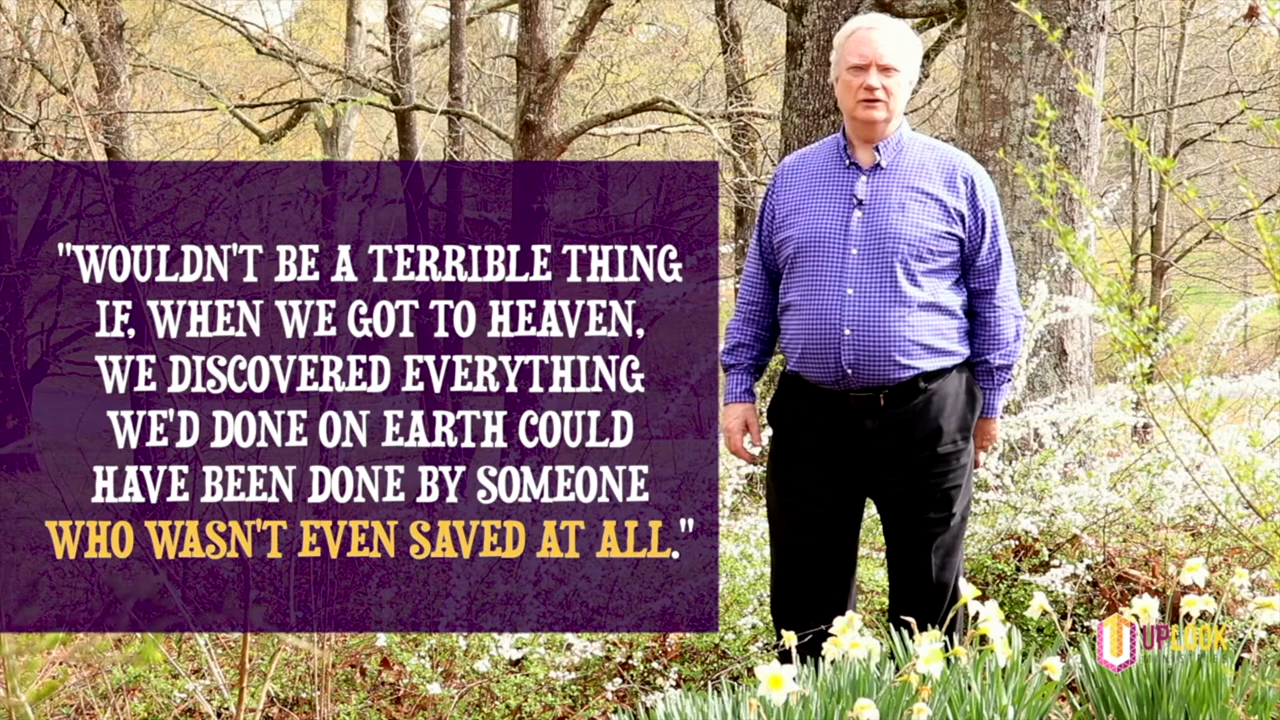 "WOULDN'T BE A TERRIBLE THING
IF, WHEN WE GOT TO HEAVEN,
WE DISCOVERED EVERYTHING
WE'D DONE ON EARTH COULD
HAVE BEEN DONE BY SOMEONE
WHO WASN'T EVEN SAVED AT ALL."
UPLOOK